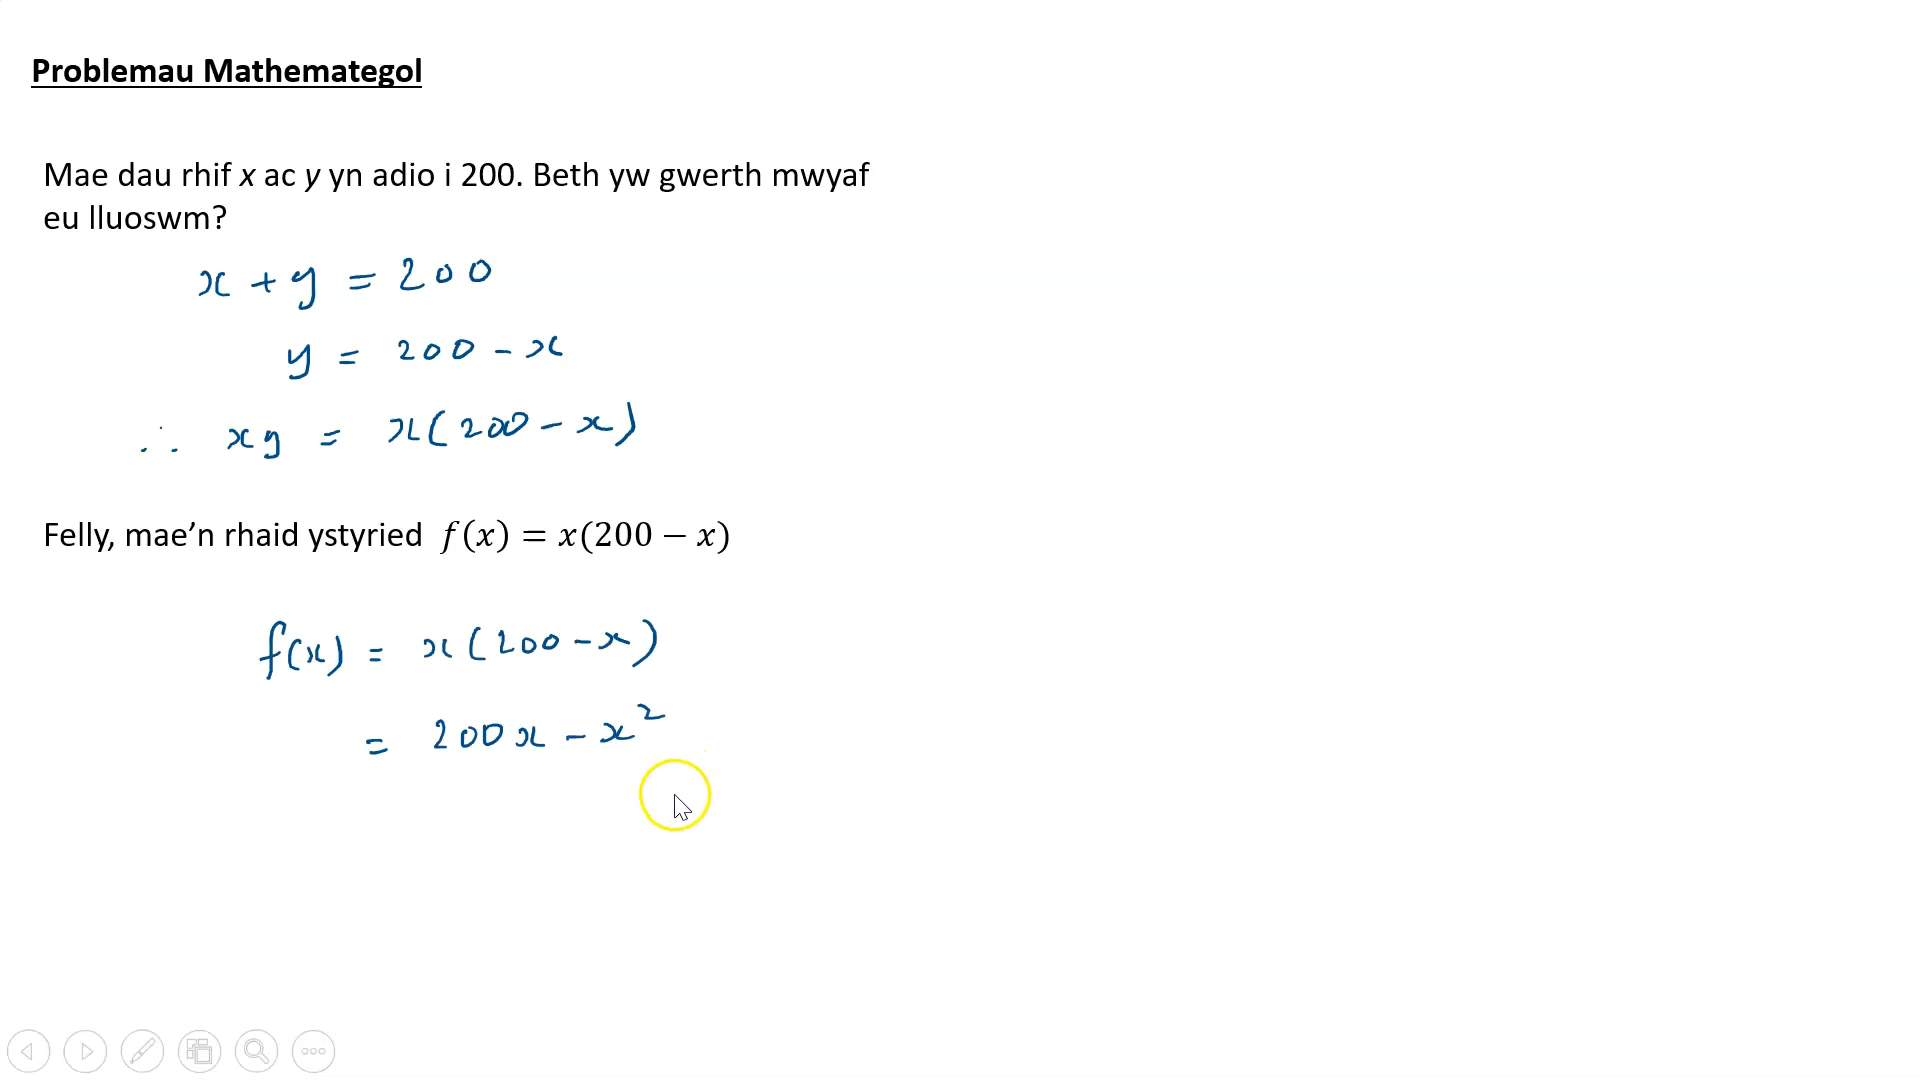 Problemau Mathemategol
Mae dau rhif x ac y yn adio i 200. Beth yw gwerth mwyaf
eu lluoswm?
x + y = 200
y = 200 - x
∴ xy = x(200 - x)
Felly, mae’n rhaid ystyried f(x) = x(200 − x)
f(x) = x(200 - x)
= 200x - x²